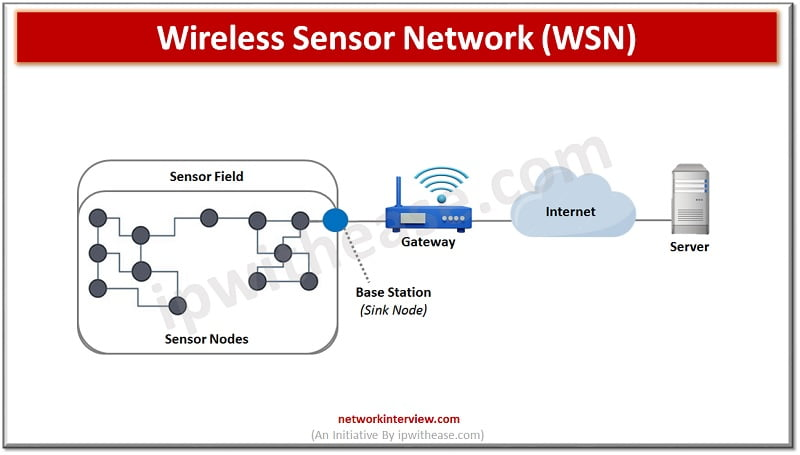 Wireless Sensor Network (WSN)
Sensor Field
Sensor Nodes
Base Station
(Sink Node)
Gateway
Internet
Server
ipwithease.com
networkinterview.com
(An Initiative By ipwithease.com)